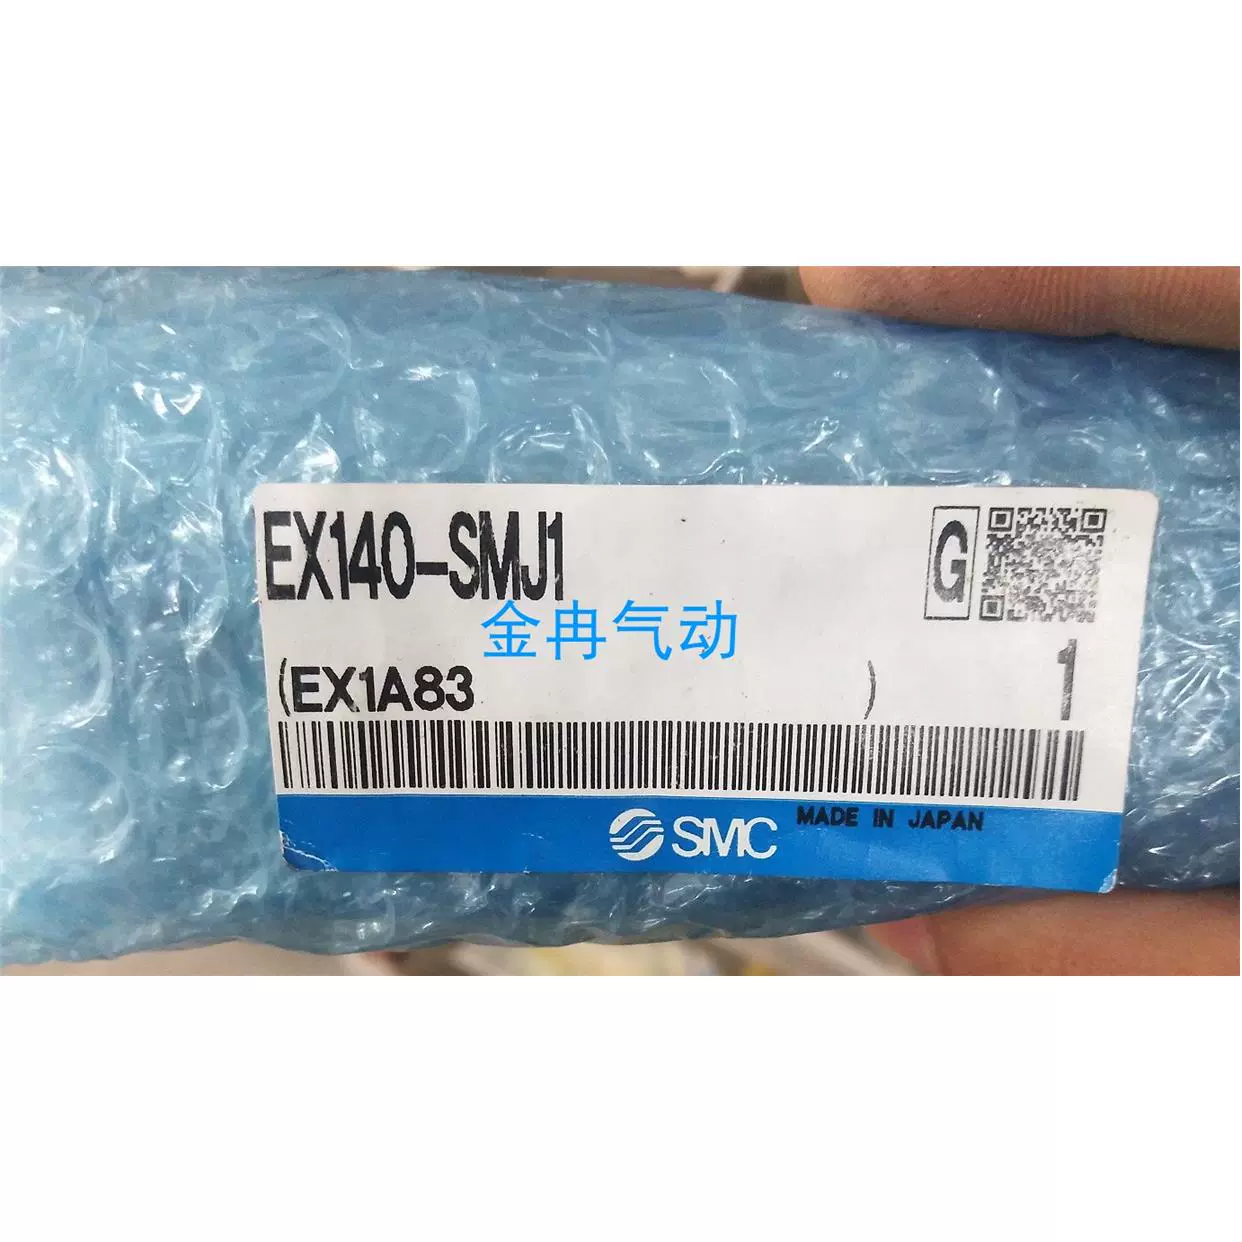 EX140-SMJ1
G
金冉气动
(EX1A83 )
1
SMC
MADE IN JAPAN